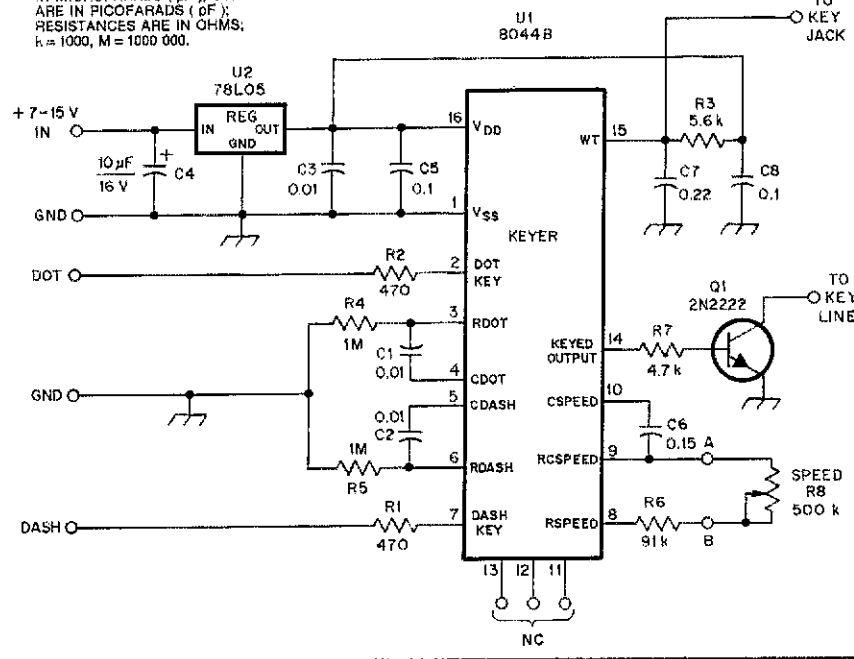 ARE IN PICOFARADS ( pF );
RESISTANCES ARE IN OHMS;
k = 1000, M = 1000 000.
U1
8044B
TO
KEY
JACK
U2
78L05
REG
IN
OUT
GND
+ 7-15 V
IN
10 µF
16 V
+
C4
C3
0.01
C5
0.1
16
VDD
1
VSS
GND
KEYER
15
WT
R3
5.6 k
C7
0.22
C8
0.1
DOT
R2
470
2
DOT
KEY
R4
1M
3
RDOT
C1
0.01
4
CDOT
GND
5
CDASH
0.01
C2
1M
R5
6
RDASH
DASH
R1
470
7
DASH
KEY
KEYED
OUTPUT
14
R7
4.7 k
Q1
2N2222
TO
KEY
LINE
CSPEED
10
C6
0.15
A
RCSPEED
9
SPEED
R8
500 k
RSPEED
8
R6
91k
B
13
12
11
NC